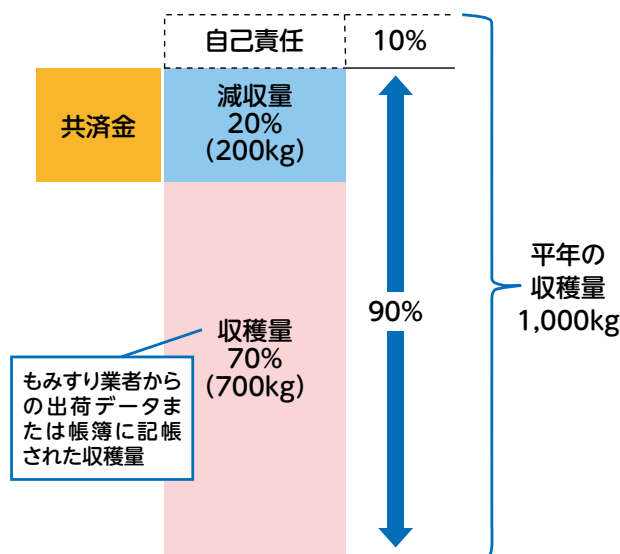 自己責任
10%
共済金
減収量
20%
(200kg)
平年の
収穫量
1,000kg
90%
収穫量
70%
(700kg)
もみすり業者から
の出荷データま
たは帳簿に記帳
された収穫量